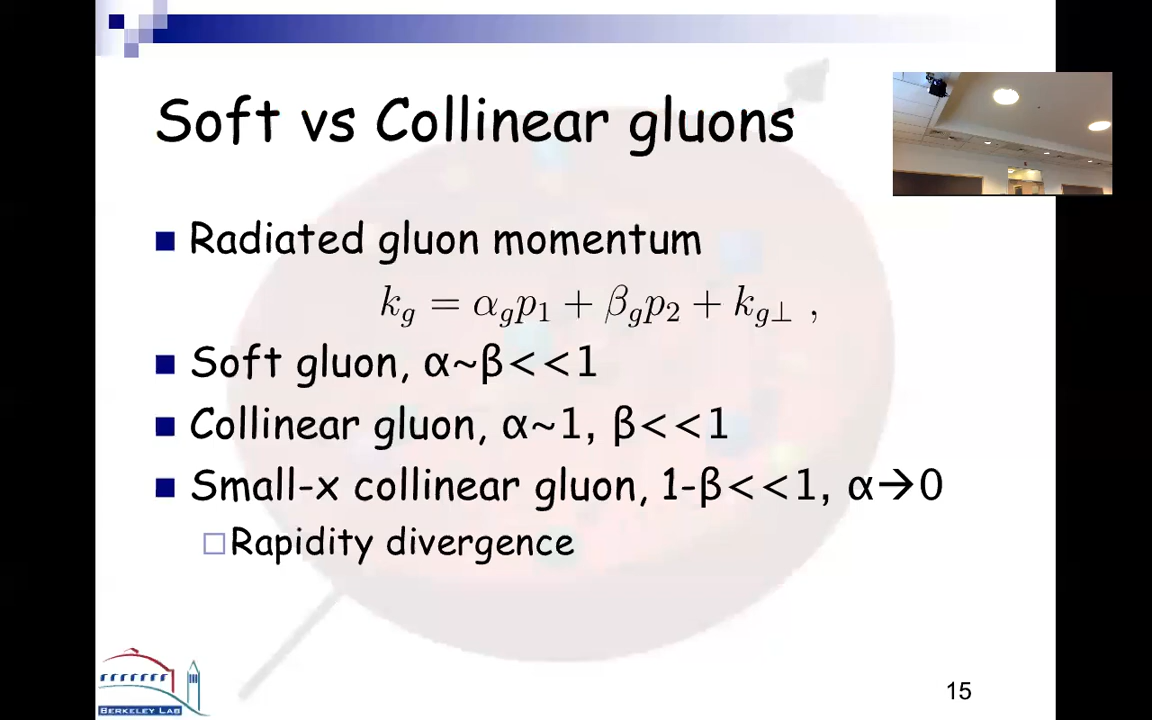 Soft vs Collinear gluons
■ Radiated gluon momentum
k_g = α_g p_1 + β_g p_2 + k_{g⊥} ,
■ Soft gluon, α~β<<1
■ Collinear gluon, α~1, β<<1
■ Small-x collinear gluon, 1-β<<1, α→0
□ Rapidity divergence
BERKELEY LAB
15